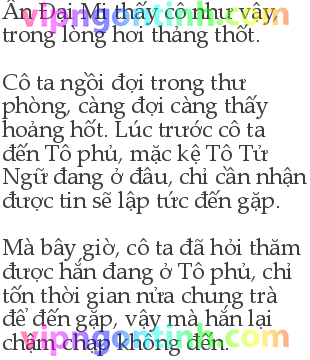 Ân Đại Mi thấy cô như vậy,
trong lòng hơi thảng thốt.
Cô ta ngồi đợi trong thư
phòng, càng đợi càng thấy
hoảng hốt. Lúc trước cô ta
đến Tô phủ, mặc kệ Tô Tử
Ngữ đang ở đâu, chỉ cần nhận
được tin sẽ lập tức đến gặp.
Mà bây giờ, cô ta đã hỏi thăm
được hắn đang ở Tô phủ, chỉ
tốn thời gian nửa chung trà
để đến gặp, vậy mà hắn lại
chậm chạp không đến.
vipngontinh.com
vipngontinh.com